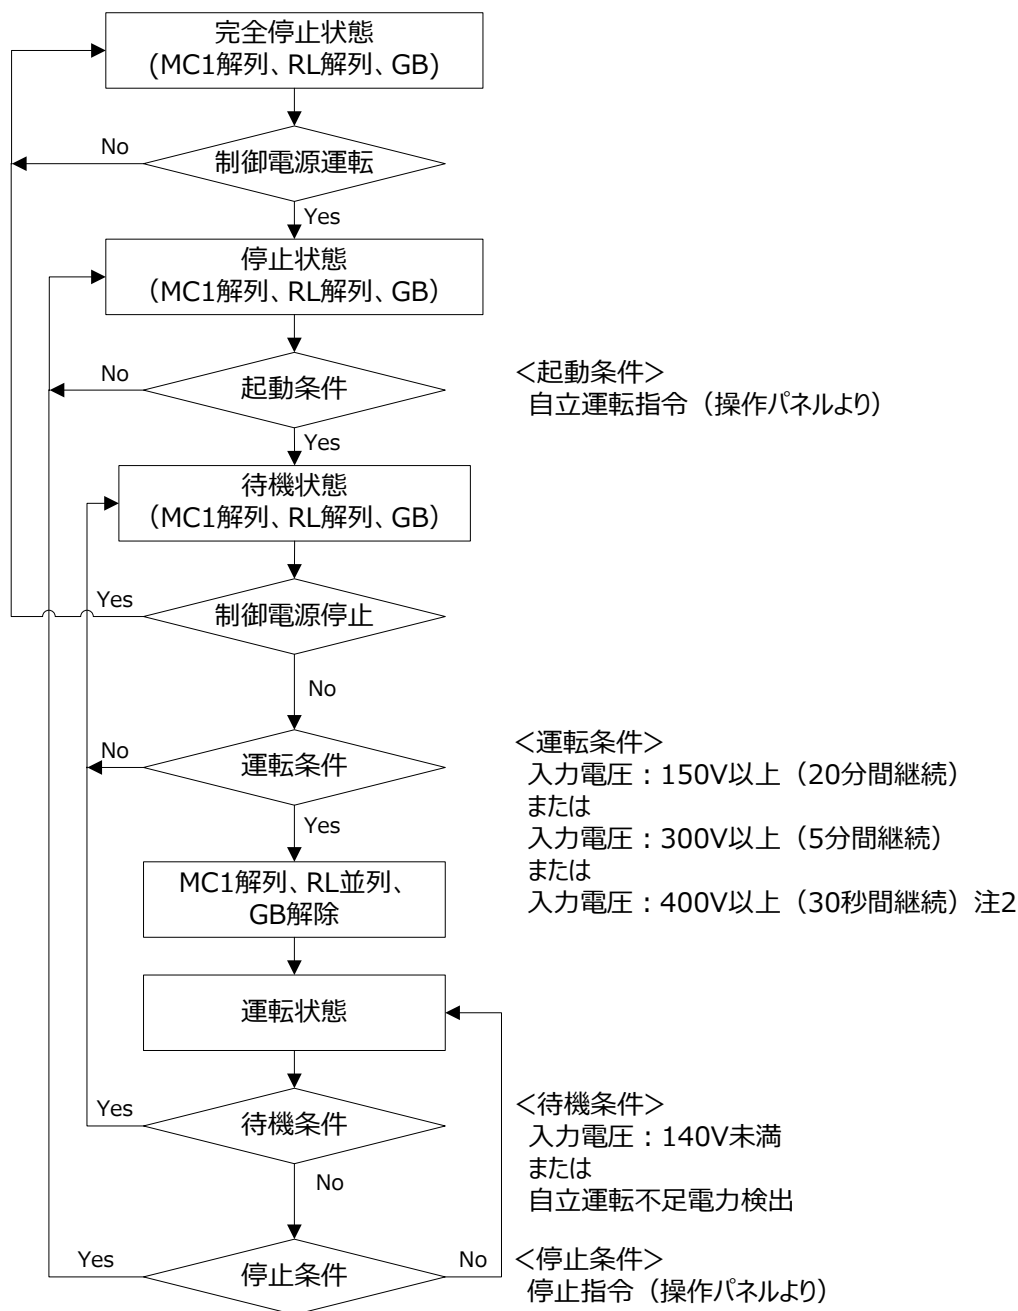 完全停止状態
(MC1解列、RL解列、GB)
No
制御電源運転
Yes
停止状態
（MC1解列、RL解列、GB）
No
起動条件
＜起動条件＞
自立運転指令（操作パネルより）
Yes
待機状態
（MC1解列、RL解列、GB）
Yes
制御電源停止
No
No
運転条件
＜運転条件＞
入力電圧：150V以上（20分間継続）
または
入力電圧：300V以上（5分間継続）
または
入力電圧：400V以上（30秒間継続）注2
Yes
MC1解列、RL並列、
GB解除
運転状態
Yes
待機条件
＜待機条件＞
入力電圧：140V未満
または
自立運転不足電力検出
No
Yes
停止条件
No
＜停止条件＞
停止指令（操作パネルより）